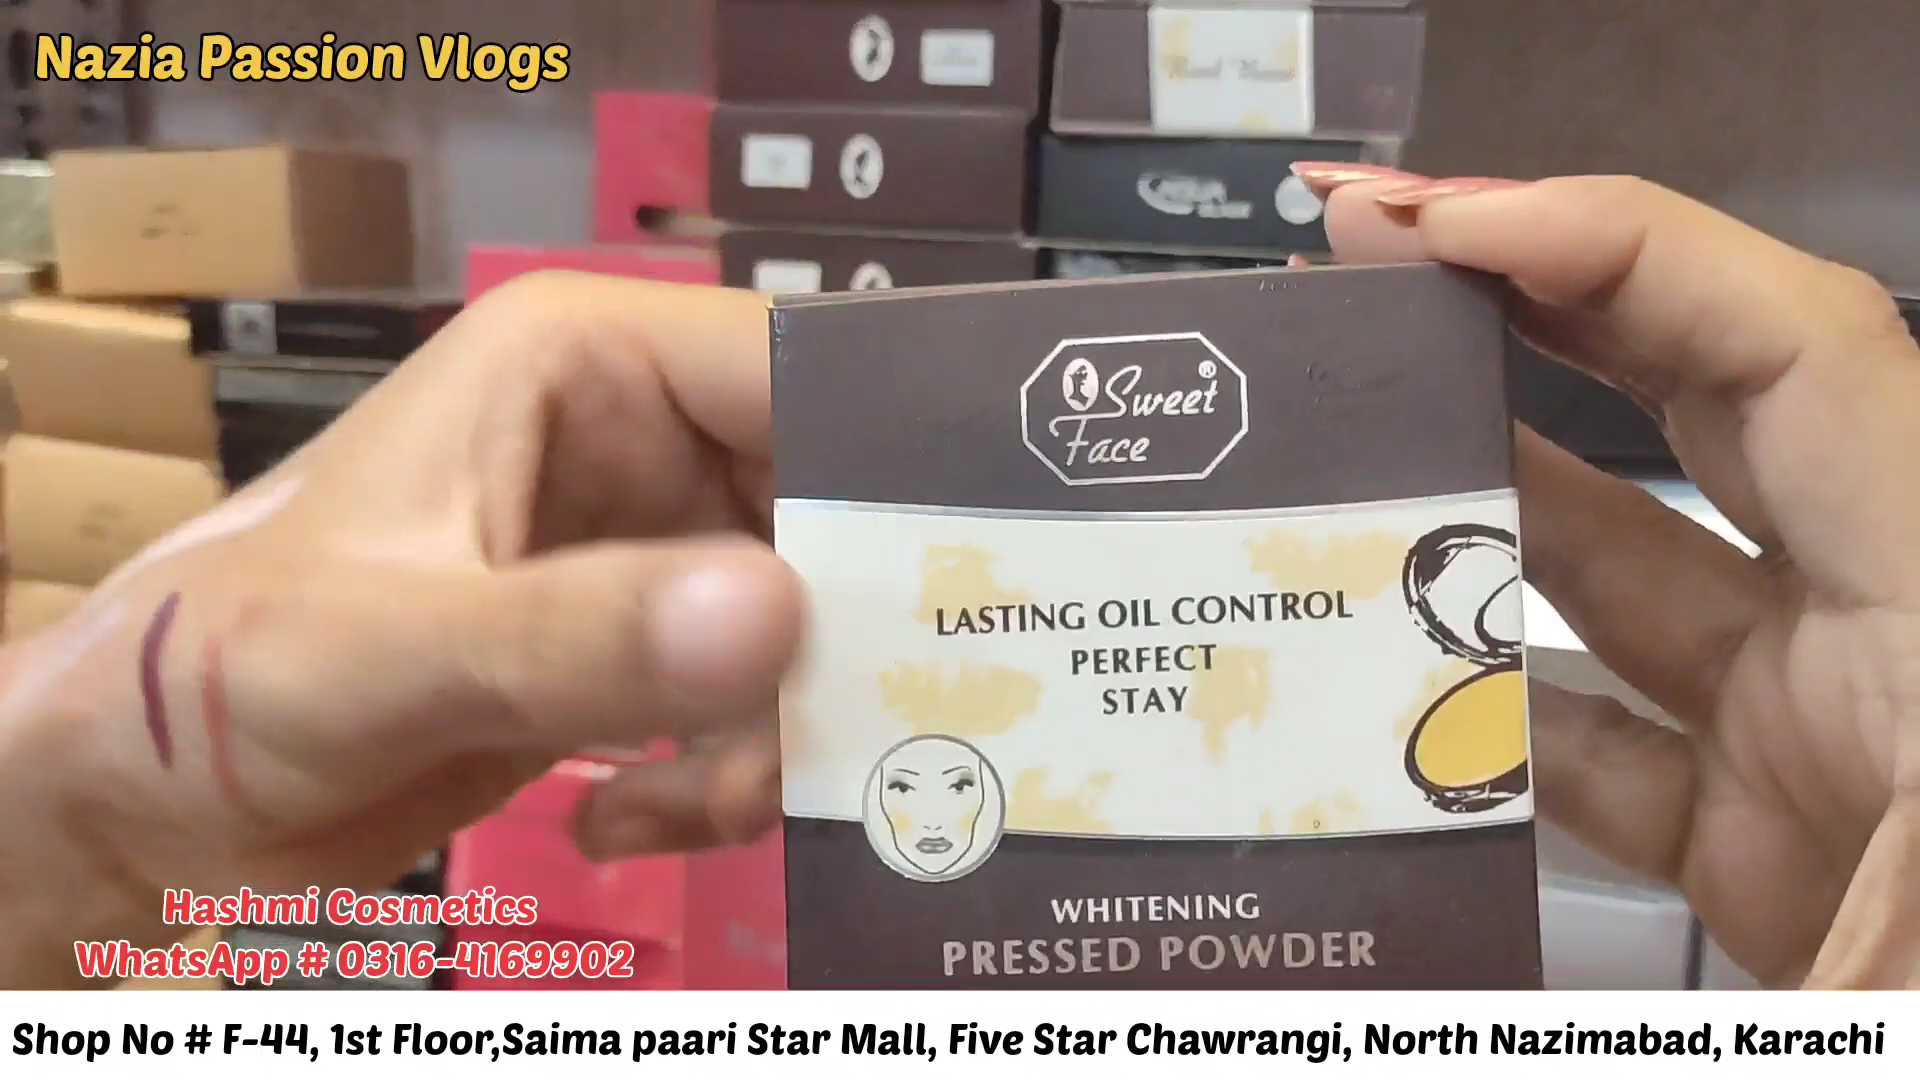 Nazia Passion Vlogs
Sweet®
Face
LASTING OIL CONTROL
PERFECT
STAY
WHITENING
PRESSED POWDER
Hashmi Cosmetics
WhatsApp # 0316-4169902
Shop No # F-44, 1st Floor,Saima paari Star Mall, Five Star Chawrangi, North Nazimabad, Karachi